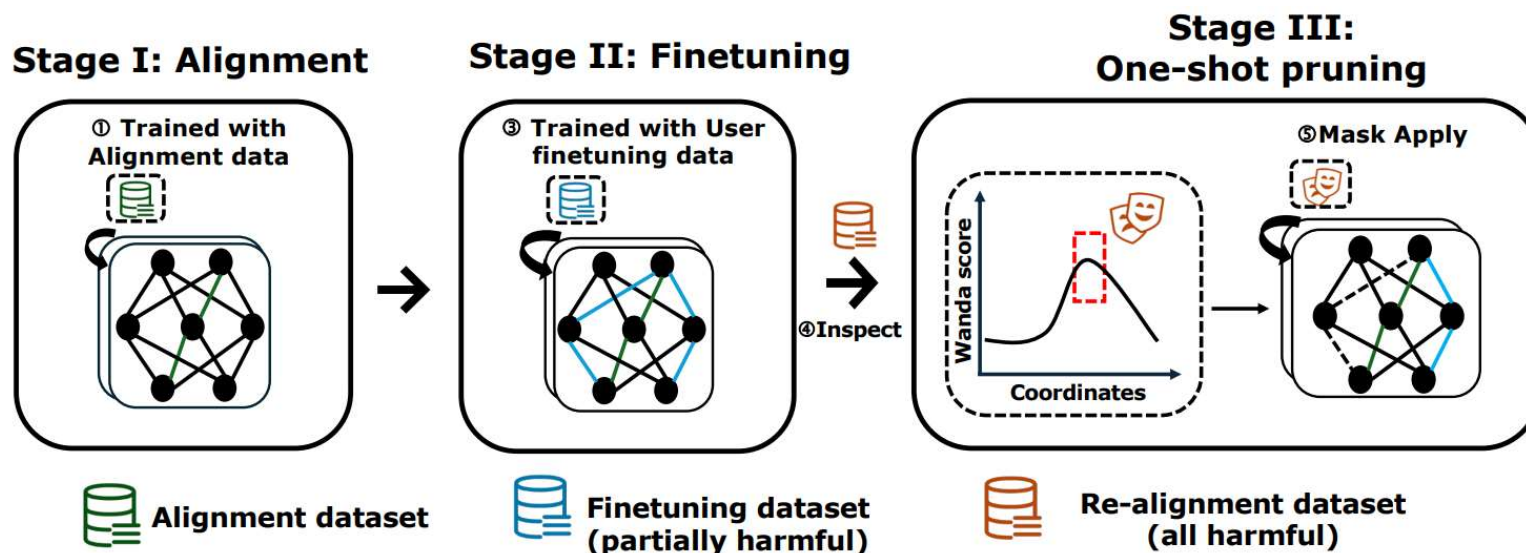 Stage I: Alignment
① Trained with
Alignment data
Stage II: Finetuning
③ Trained with User
finetuning data
④Inspect
Stage III:
One-shot pruning
Wanda score
Coordinates
⑤Mask Apply
Alignment dataset
Finetuning dataset
(partially harmful)
Re-alignment dataset
(all harmful)